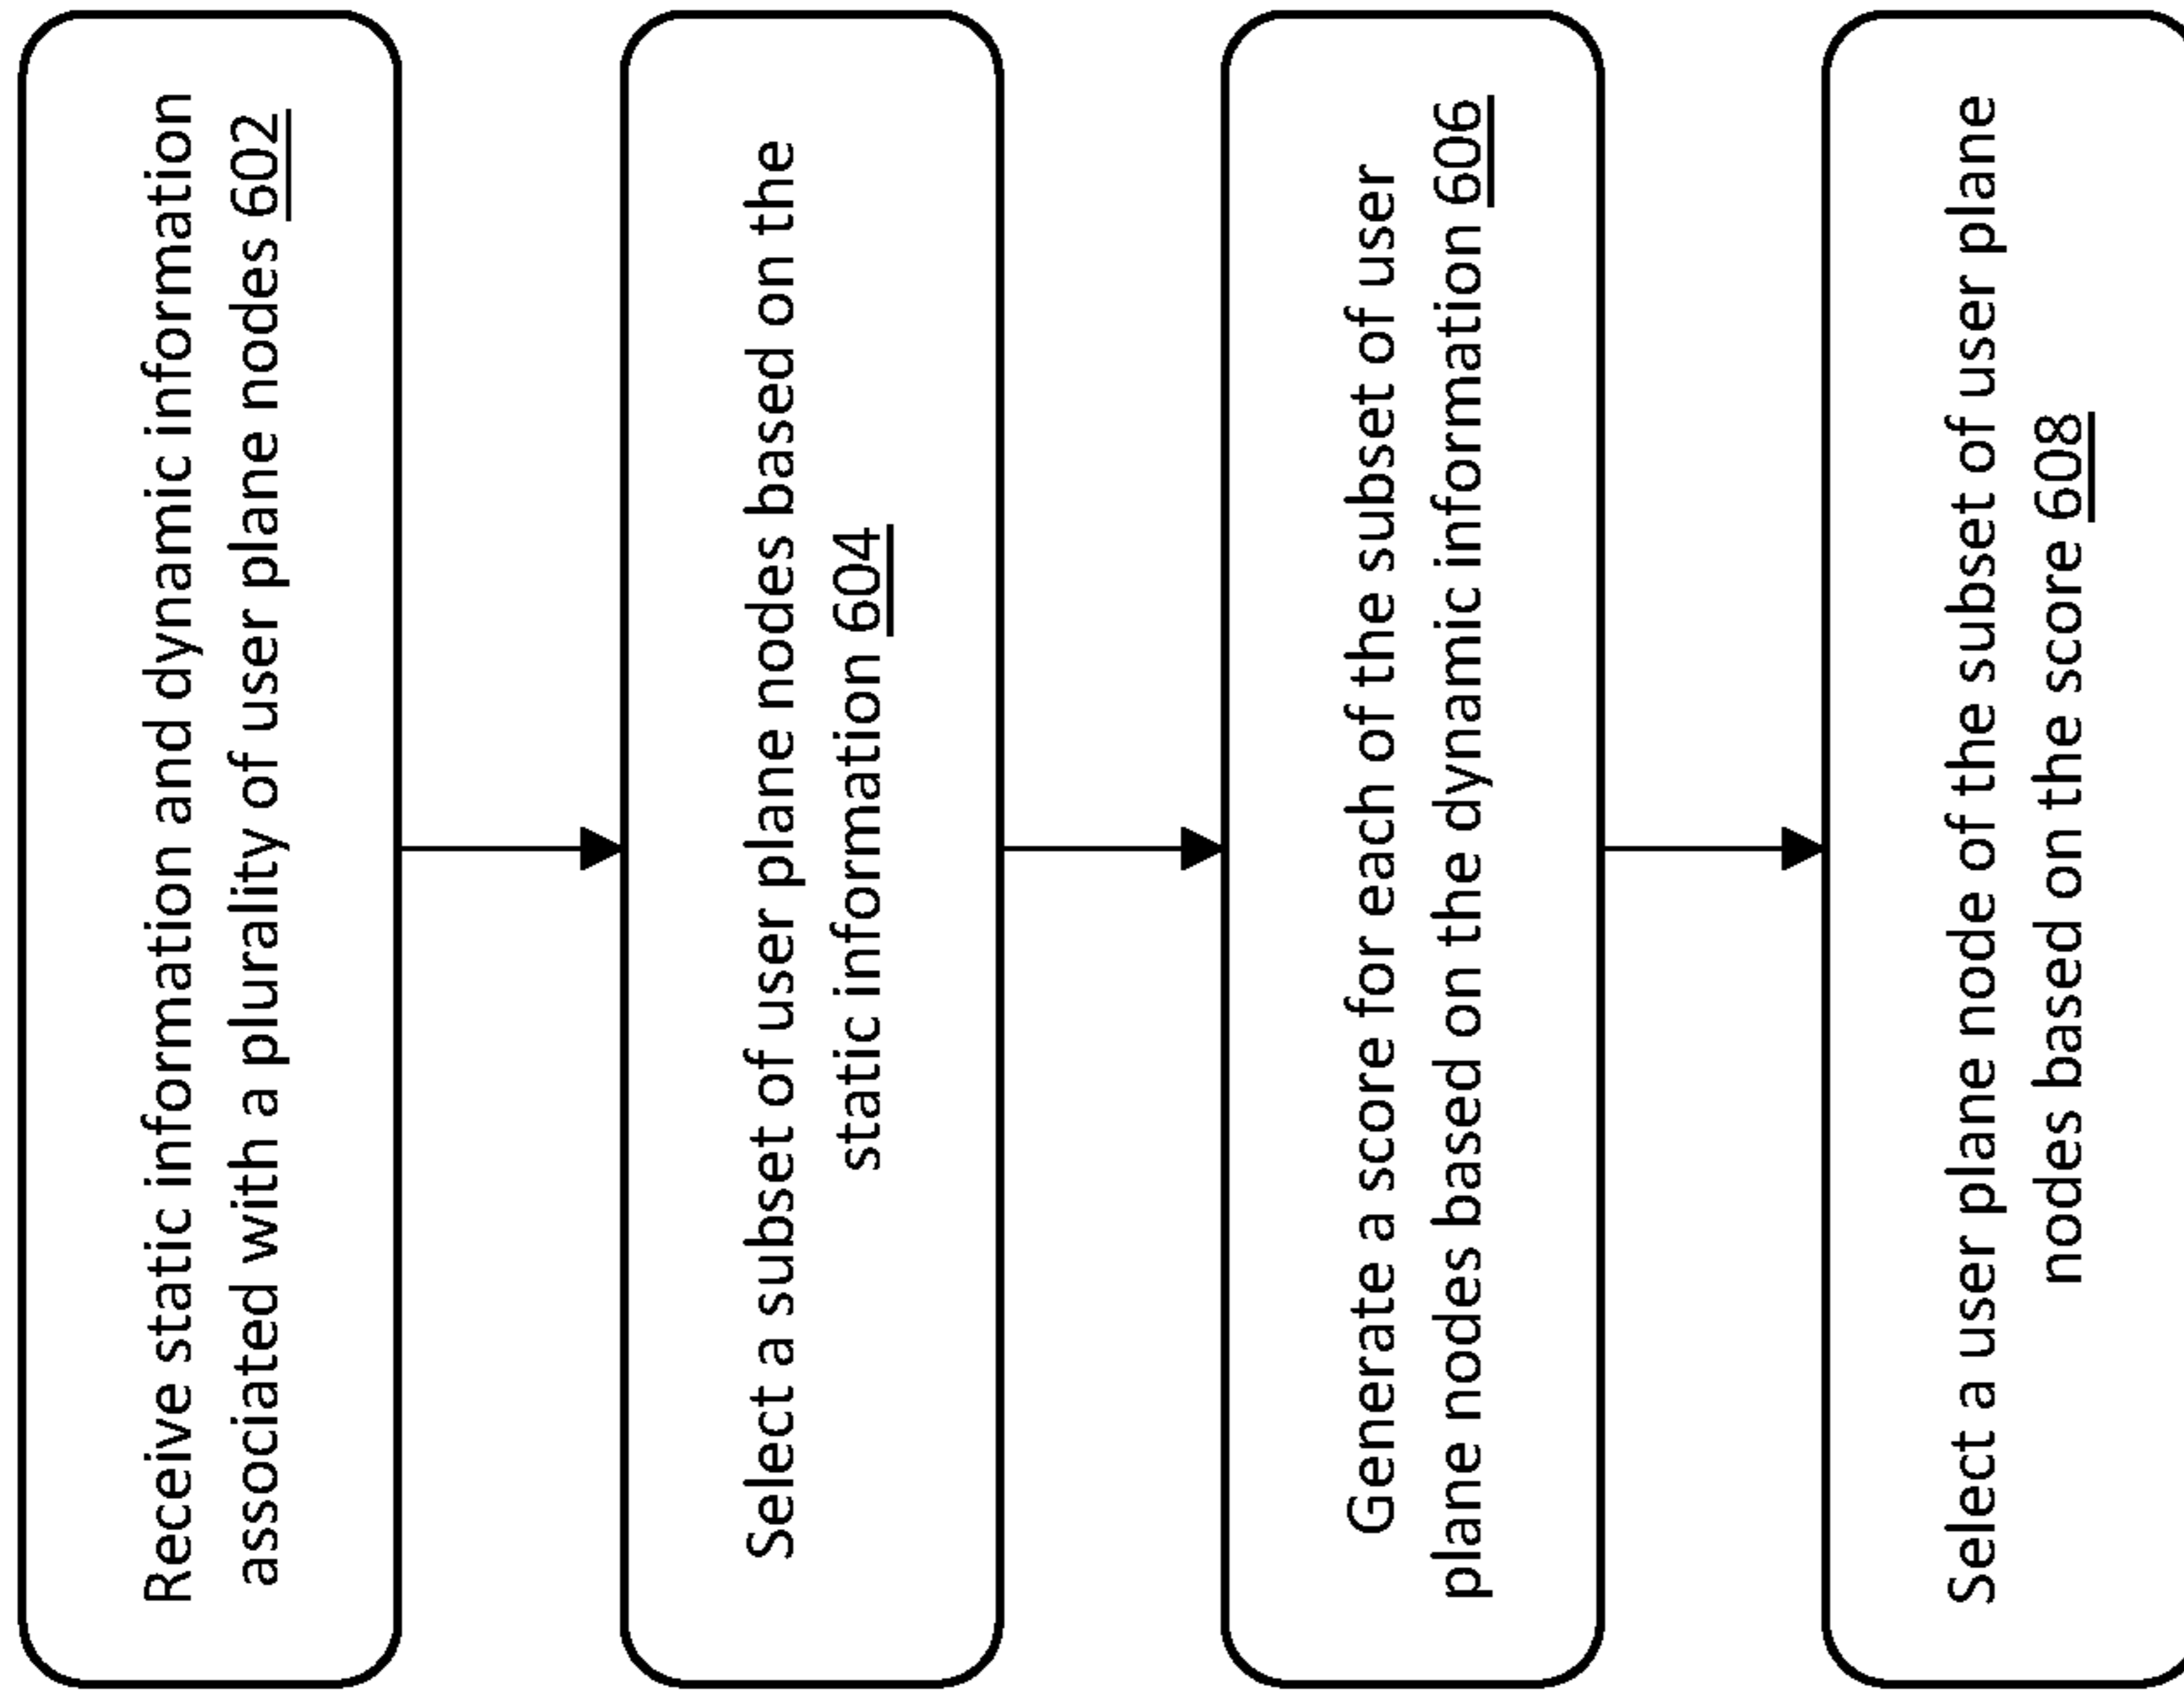 Receive static information and dynamic information
associated with a plurality of user plane nodes 602
Select a subset of user plane nodes based on the
static information 604
Generate a score for each of the subset of user
plane nodes based on the dynamic information 606
Select a user plane node of the subset of user plane
nodes based on the score 608